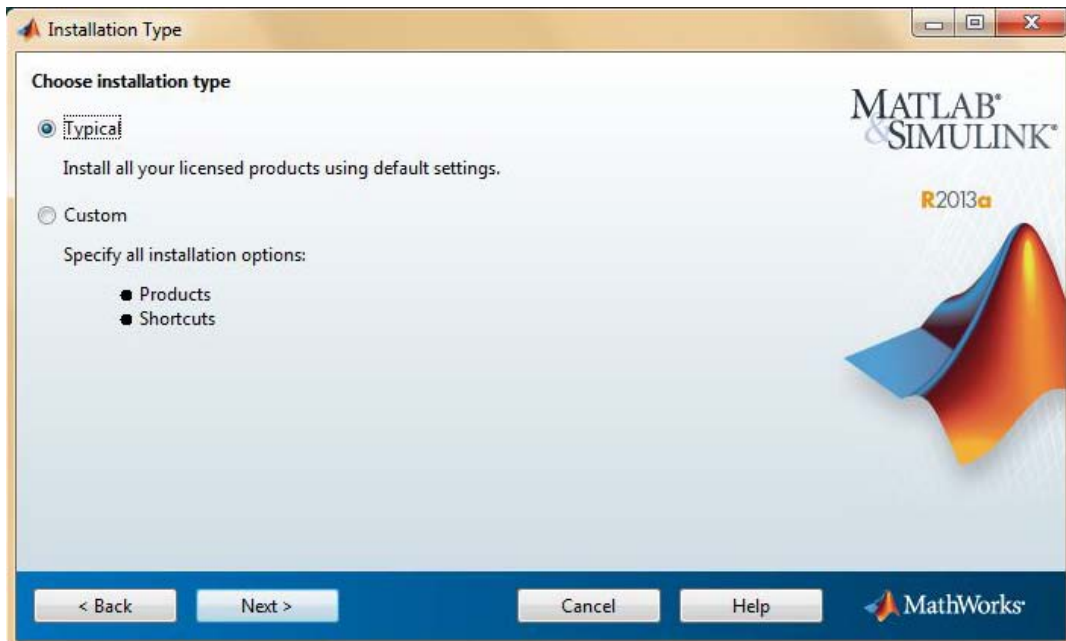 Installation Type
Choose installation type
Typical
Install all your licensed products using default settings.
Custom
Specify all installation options:
Products
Shortcuts
MATLAB®
&SIMULINK®
R2013a
< Back
Next >
Cancel
Help
MathWorks®